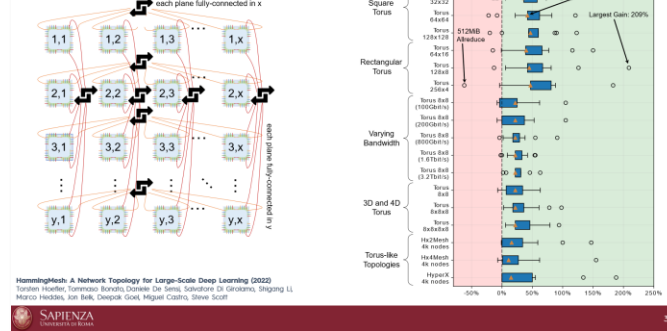 each plane fully-connected in x
1,1
1,2
1,3
...
1,x
2,1
2,2
2,3
...
2,x
3,1
3,2
3,3
...
3,x
y,1
y,2
y,3
...
y,x
each plane fully-connected in y
HammingMesh: A Network Topology for Large-Scale Deep Learning (2022)
Torsten Hoefler, Tommaso Bonato, Daniele De Sensi, Salvatore Di Girolamo, Shigang Li,
Marco Heddes, Jon Belk, Deepak Goel, Miguel Castro, Steve Scott
Square
Torus
32x32
Torus
64x64
Torus
128x128
Rectangular
Torus
Torus
64x16
Torus
128x8
Torus
256x4
Varying
Bandwidth
Torus 8x8
(100Gbit/s)
Torus 8x8
(200Gbit/s)
Torus 8x8
(800Gbit/s)
Torus 8x8
(1.6Tbit/s)
Torus 8x8
(3.2Tbit/s)
3D and 4D
Torus
Torus
8x8
Torus
8x8x8
Torus
8x8x8x8
Torus-like
Topologies
Hx2Mesh
4k nodes
Hx4Mesh
4k nodes
HyperX
4k nodes
512MiB
Allreduce
Largest Gain: 209%
-50%
0%
50%
100%
150%
200%
250%
SAPIENZA
UNIVERSITÀ DI ROMA